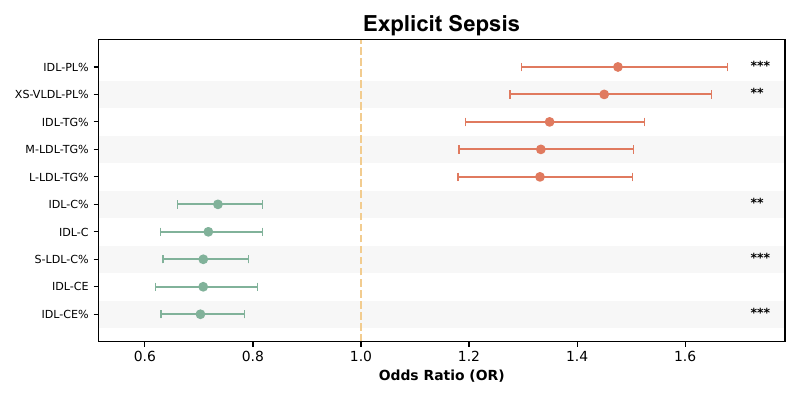 Explicit Sepsis
IDL-PL% ***
XS-VLDL-PL% **
IDL-TG%
M-LDL-TG%
L-LDL-TG%
IDL-C% **
IDL-C
S-LDL-C% ***
IDL-CE
IDL-CE% ***
0.6 0.8 1.0 1.2 1.4 1.6
Odds Ratio (OR)